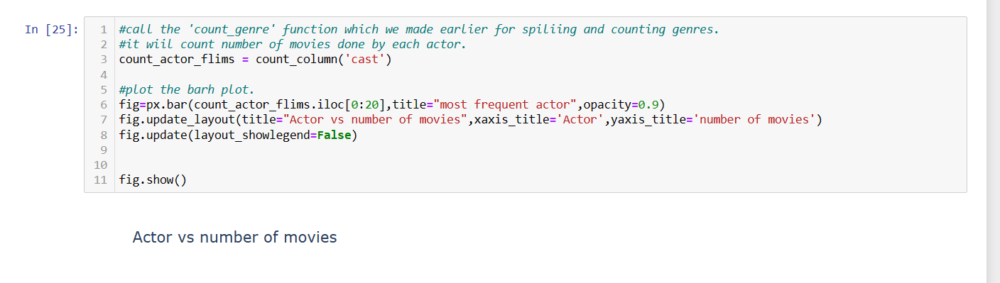 In [25]:
1 #call the 'count_genre' function which we made earlier for spiliing and counting genres.
2 #it wiil count number of movies done by each actor.
3 count_actor_flims = count_column('cast')
4
5 #plot the barh plot.
6 fig=px.bar(count_actor_flims.iloc[0:20],title="most frequent actor",opacity=0.9)
7 fig.update_layout(title="Actor vs number of movies",xaxis_title='Actor',yaxis_title='number of movies')
8 fig.update(layout_showlegend=False)
9
10
11 fig.show()
Actor vs number of movies